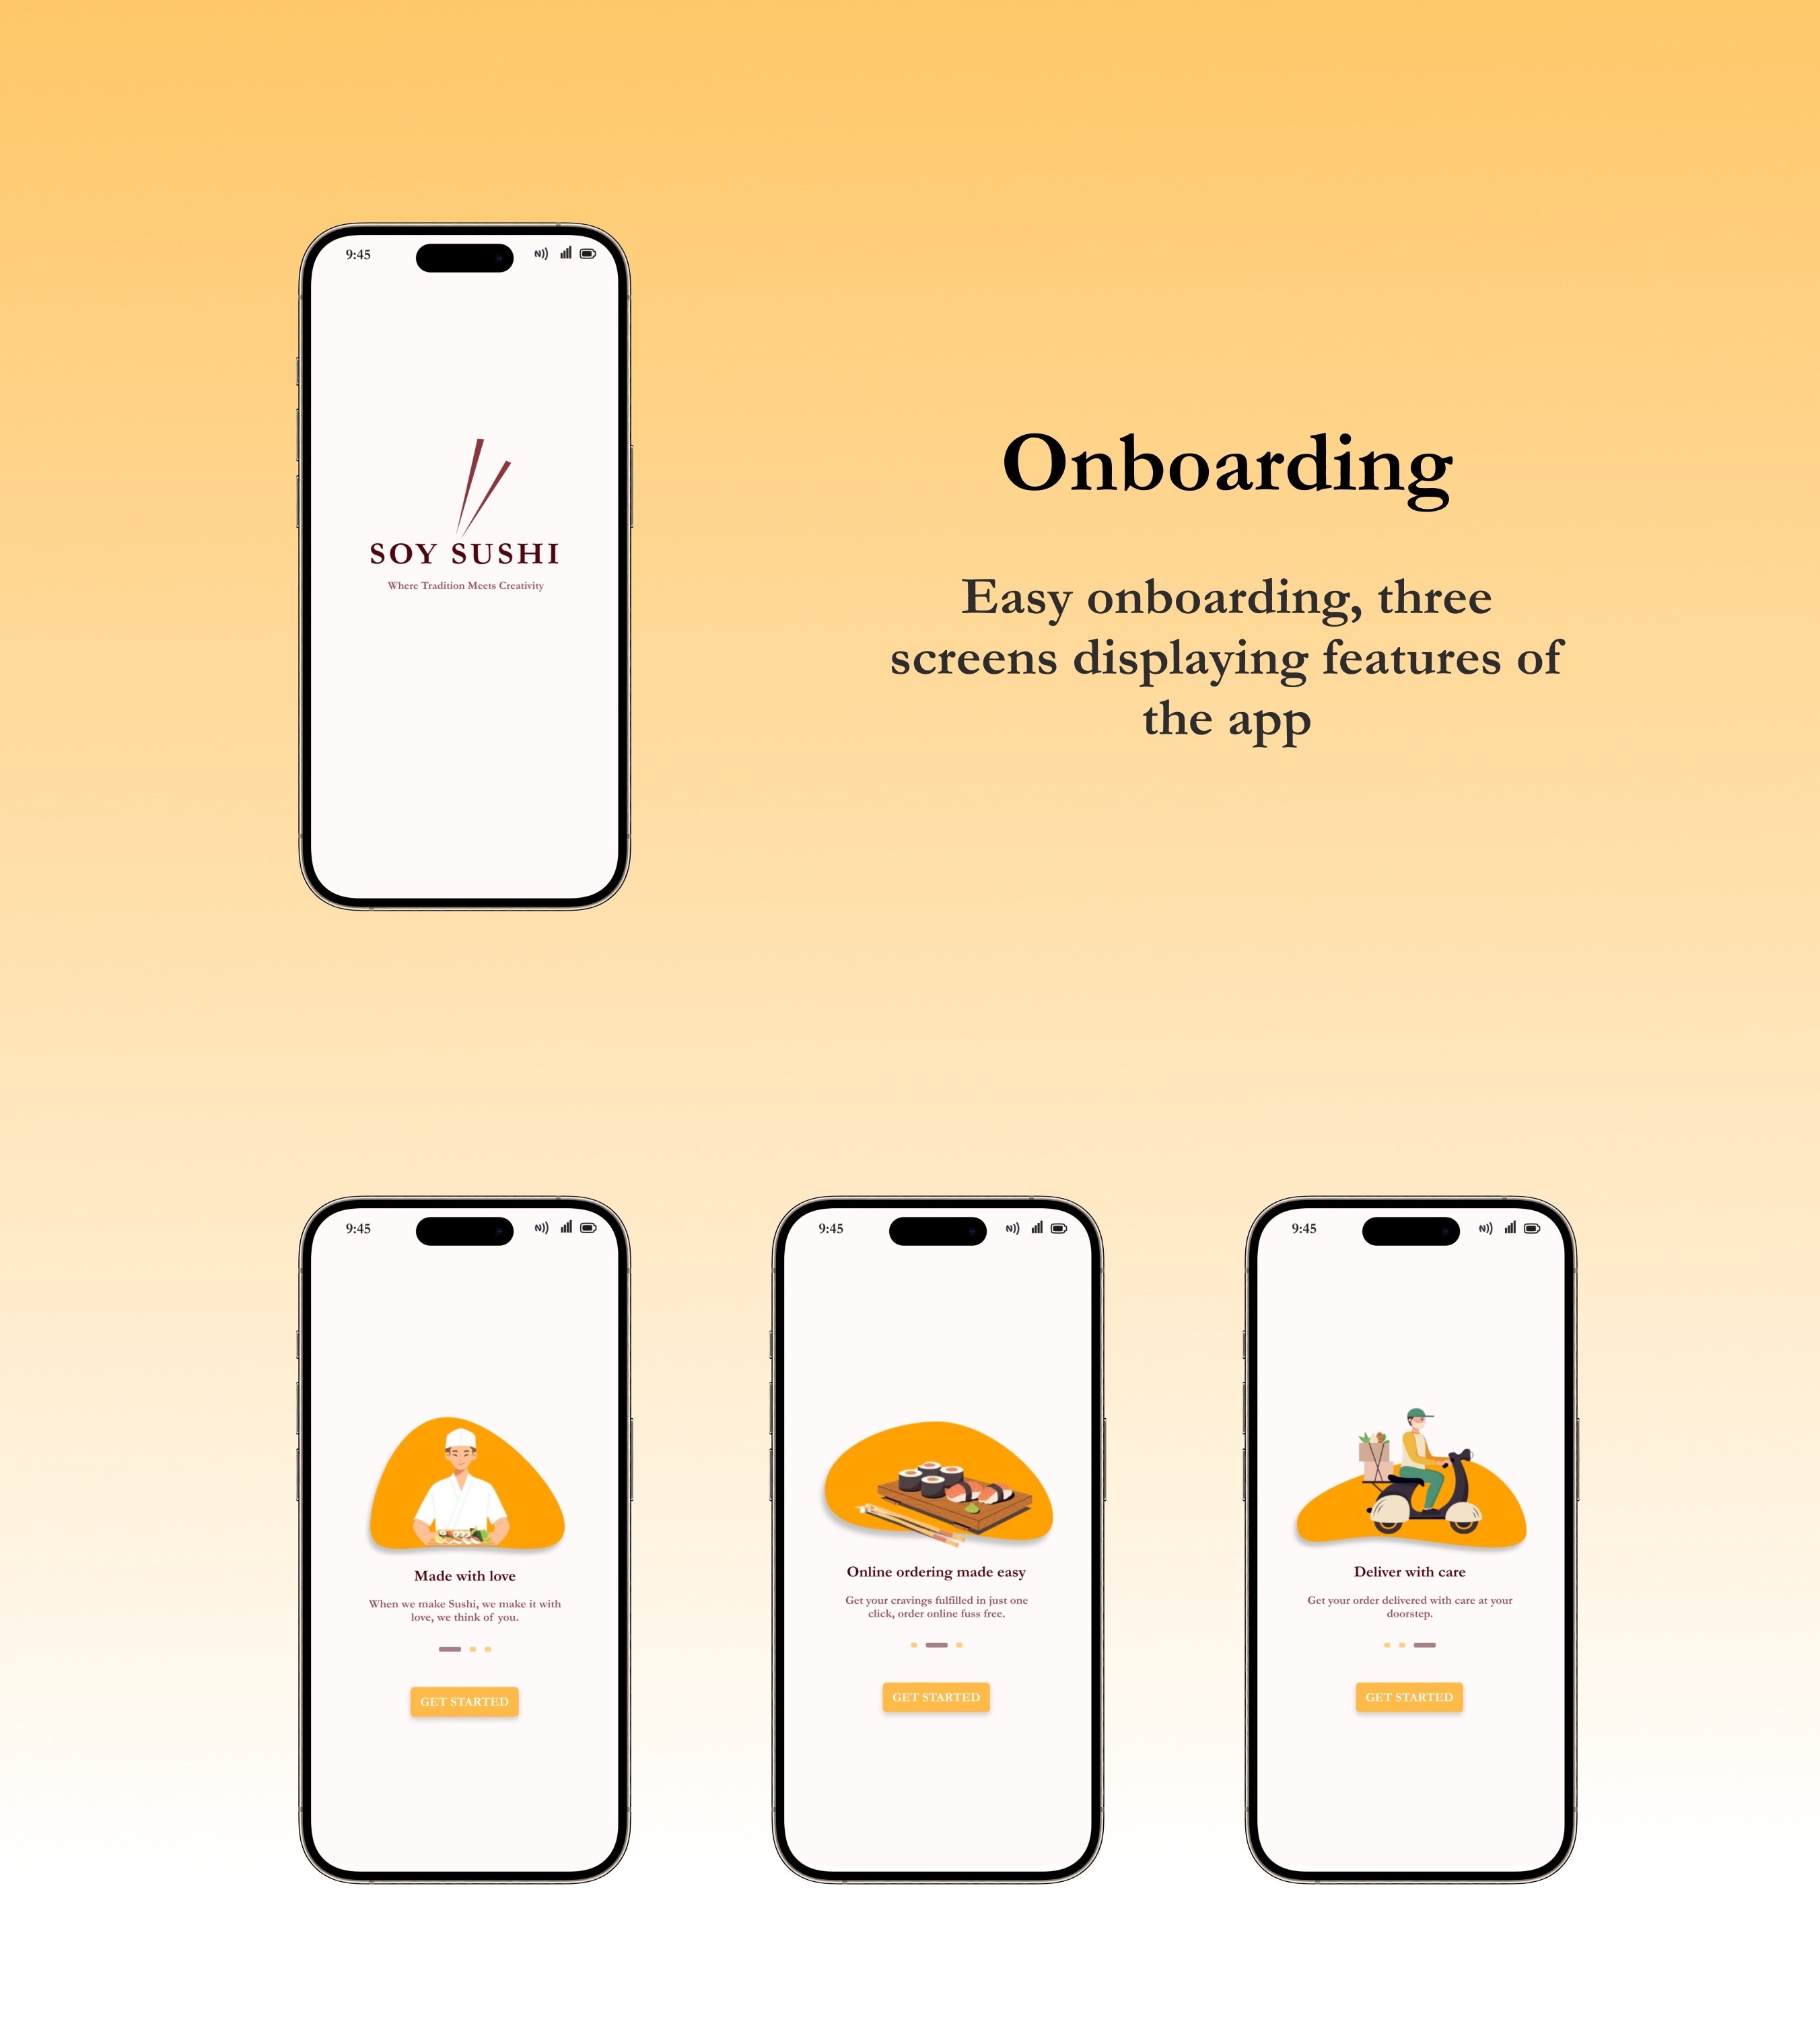 9:45
SOY SUSHI
Where Tradition Meets Creativity
Onboarding
Easy onboarding, three
screens displaying features of
the app
9:45
Made with love
When we make Sushi, we make it with
love, we think of you.
GET STARTED
9:45
Online ordering made easy
Get your cravings fulfilled in just one
click, order online fuss free.
GET STARTED
9:45
Deliver with care
Get your order delivered with care at your
doorstep.
GET STARTED